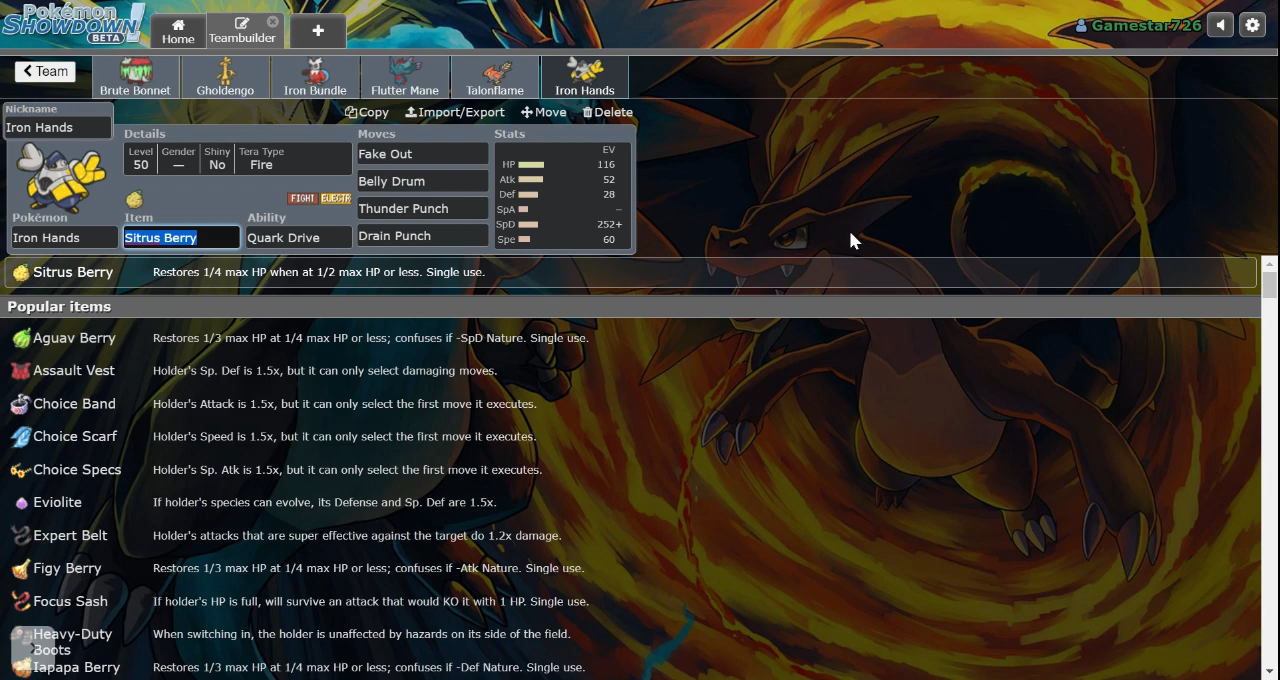 Pokémon
SHOWDOWN!
BETA
Home
Teambuilder
Gamestar726
Team
Brute Bonnet
Gholdengo
Iron Bundle
Flutter Mane
Talonflame
Iron Hands
Copy Import/Export Move Delete
Nickname
Iron Hands
Details
Level Gender Shiny Tera Type
50 — No Fire
FIGHT ELECTR
Pokémon Item Ability
Iron Hands Sitrus Berry Quark Drive
Moves
Fake Out
Belly Drum
Thunder Punch
Drain Punch
Stats
EV
HP 116
Atk 52
Def 28
SpA –
SpD 252+
Spe 60
Sitrus Berry Restores 1/4 max HP when at 1/2 max HP or less. Single use.
Popular items
Aguav Berry Restores 1/3 max HP at 1/4 max HP or less; confuses if -SpD Nature. Single use.
Assault Vest Holder's Sp. Def is 1.5x, but it can only select damaging moves.
Choice Band Holder's Attack is 1.5x, but it can only select the first move it executes.
Choice Scarf Holder's Speed is 1.5x, but it can only select the first move it executes.
Choice Specs Holder's Sp. Atk is 1.5x, but it can only select the first move it executes.
Eviolite If holder's species can evolve, its Defense and Sp. Def are 1.5x.
Expert Belt Holder's attacks that are super effective against the target do 1.2x damage.
Figy Berry Restores 1/3 max HP at 1/4 max HP or less; confuses if -Atk Nature. Single use.
Focus Sash If holder's HP is full, will survive an attack that would KO it with 1 HP. Single use.
Heavy-Duty Boots When switching in, the holder is unaffected by hazards on its side of the field.
Iapapa Berry Restores 1/3 max HP at 1/4 max HP or less; confuses if -Def Nature. Single use.